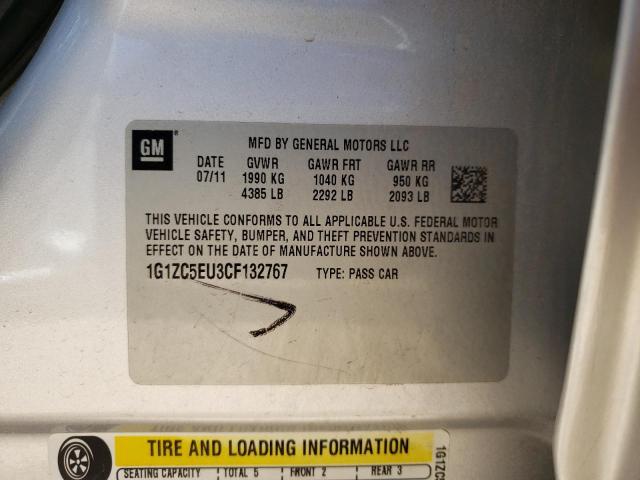 GM
MFD BY GENERAL MOTORS LLC
DATE GVWR GAWR FRT GAWR RR
07/11 1990 KG 1040 KG 950 KG
4385 LB 2292 LB 2093 LB
THIS VEHICLE CONFORMS TO ALL APPLICABLE U.S. FEDERAL MOTOR
VEHICLE SAFETY, BUMPER, AND THEFT PREVENTION STANDARDS IN
EFFECT ON THE DATE OF MANUFACTURE SHOWN ABOVE.
1G1ZC5EU3CF132767 TYPE: PASS CAR
TIRE AND LOADING INFORMATION
SEATING CAPACITY TOTAL 5 FRONT 2 REAR 3
1G1ZC5